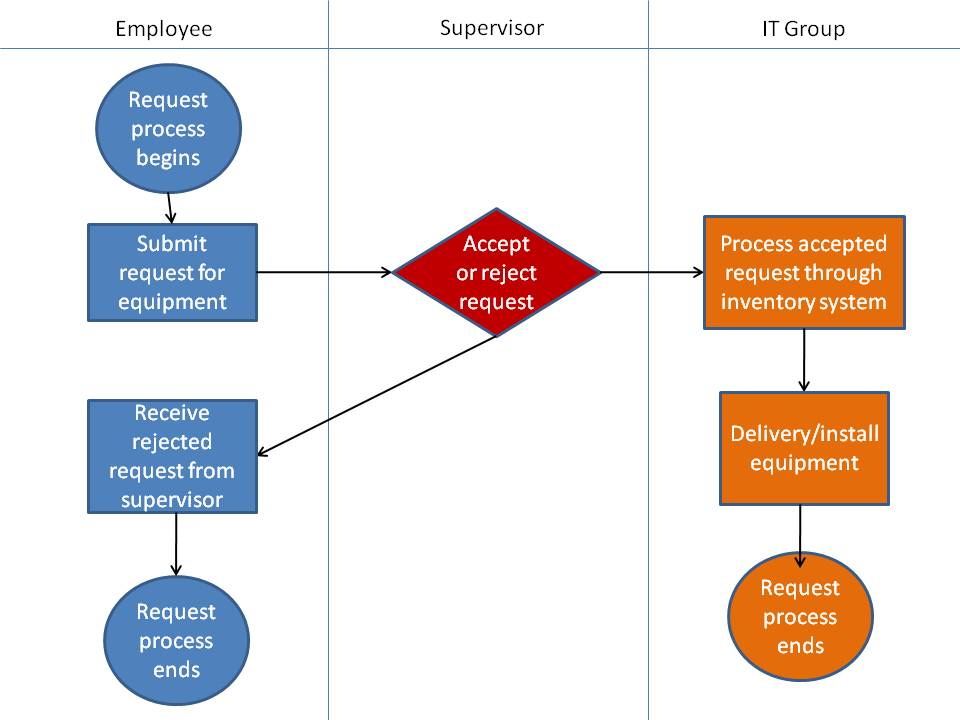 Employee
Supervisor
IT Group
Request
process
begins
Submit
request for
equipment
Accept
or reject
request
Process accepted
request through
inventory system
Receive
rejected
request from
supervisor
Delivery/install
equipment
Request
process
ends
Request
process
ends